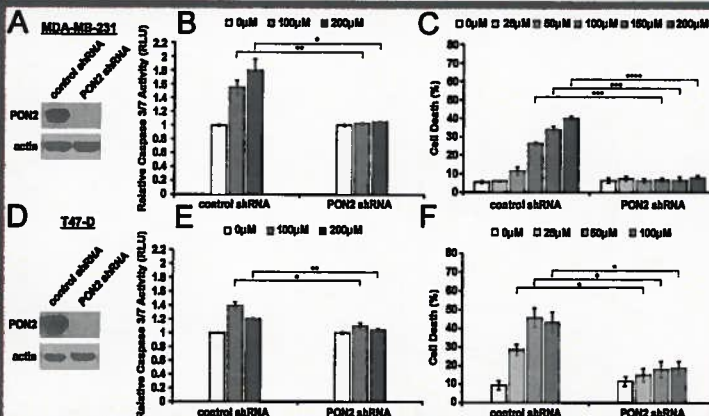 A
MDA-MB-231
control shRNA
PON2 shRNA
PON2
actin
B
0μM 100μM 200μM
Relative Caspase 3/7 Activity (RLU)
2.2
2
1.8
1.6
1.4
1.2
1
0.8
0.6
0.4
0.2
0
*
**
control shRNA PON2 shRNA
C
0μM 25μM 50μM 100μM 150μM 200μM
Cell Death (%)
80
70
60
50
40
30
20
10
0
****
***
***
control shRNA PON2 shRNA
D
T47-D
control shRNA
PON2 shRNA
PON2
actin
E
0μM 100μM 200μM
Relative Caspase 3/7 Activity (RLU)
2.2
2
1.8
1.6
1.4
1.2
1
0.8
0.6
0.4
0.2
0
**
*
control shRNA PON2 shRNA
F
0μM 25μM 50μM 100μM
Cell Death (%)
80
70
60
50
40
30
20
10
0
*
*
*
control shRNA PON2 shRNA